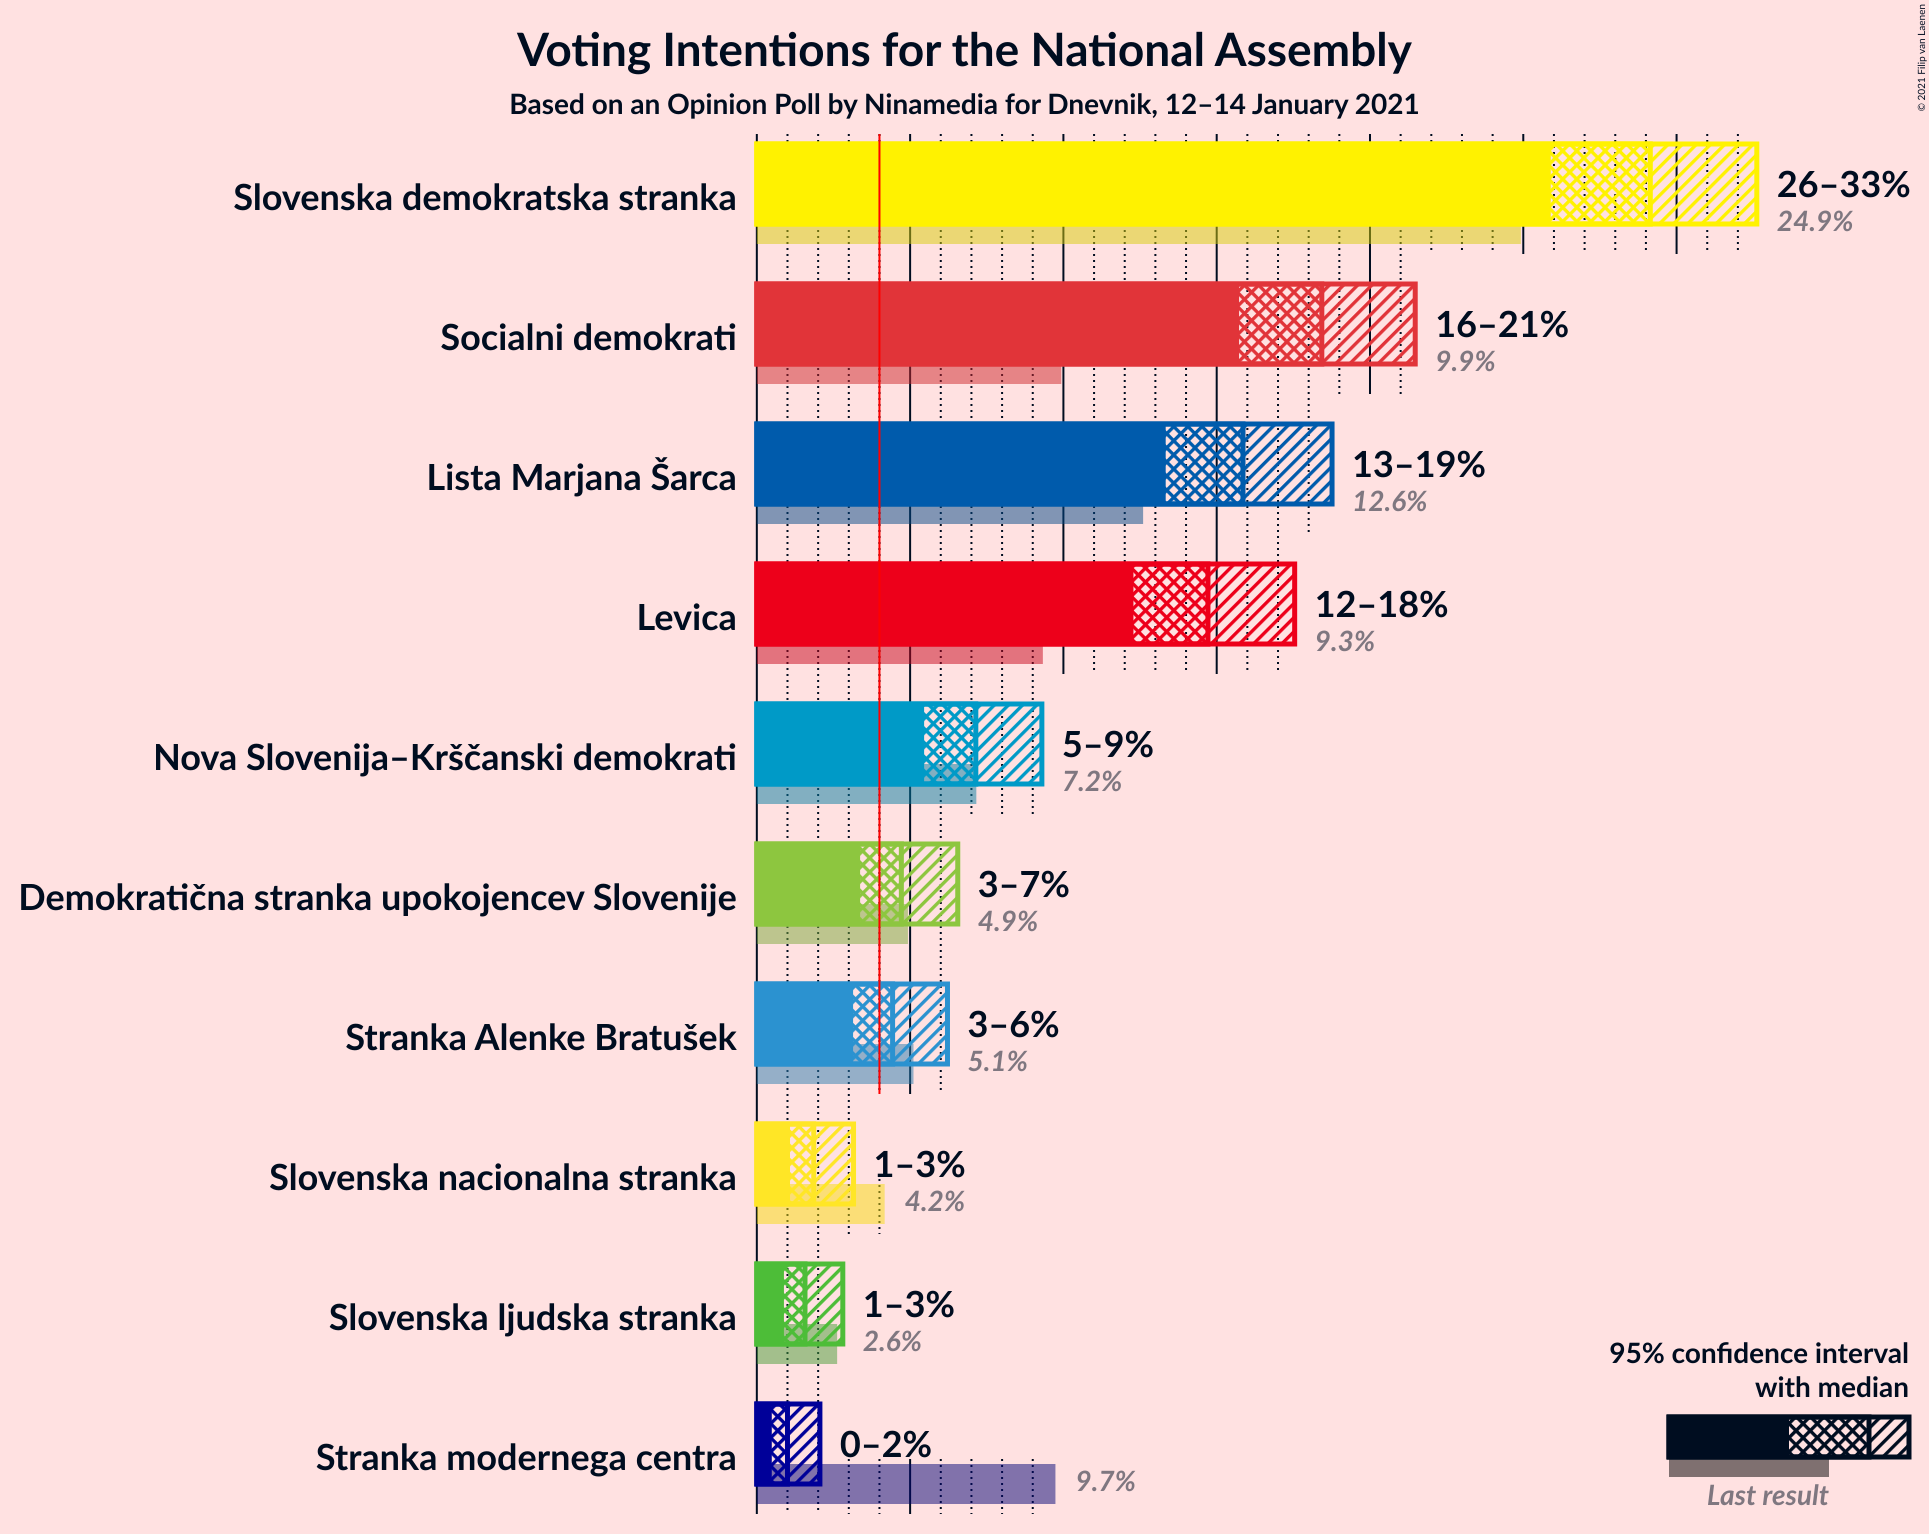 Voting Intentions for the National Assembly
Based on an Opinion Poll by Ninamedia for Dnevnik, 12–14 January 2021
© 2021 Filip van Laenen
Slovenska demokratska stranka
26–33%
24.9%
Socialni demokrati
16–21%
9.9%
Lista Marjana Šarca
13–19%
12.6%
Levica
12–18%
9.3%
Nova Slovenija–Krščanski demokrati
5–9%
7.2%
Demokratična stranka upokojencev Slovenije
3–7%
4.9%
Stranka Alenke Bratušek
3–6%
5.1%
Slovenska nacionalna stranka
1–3%
4.2%
Slovenska ljudska stranka
1–3%
2.6%
Stranka modernega centra
0–2%
9.7%
95% confidence interval
with median
Last result